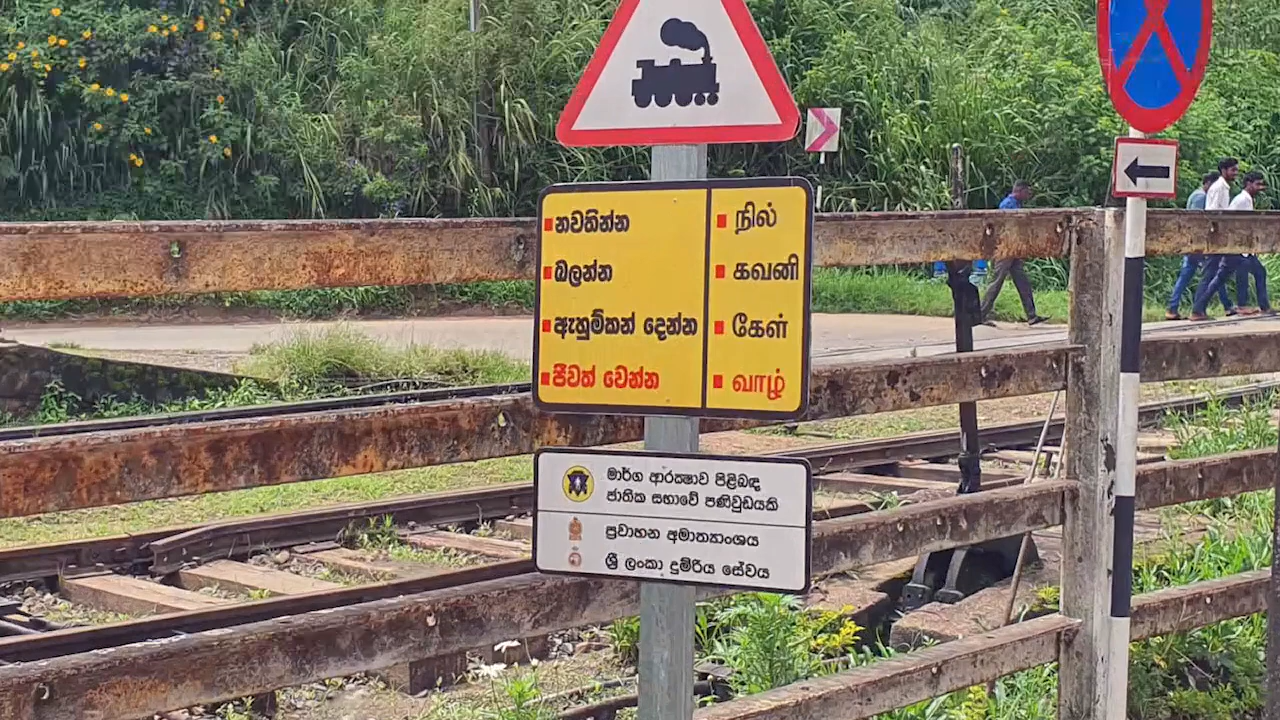 නවතින්න
බලන්න
ඇහුම්කන් දෙන්න
ජීවත් වෙන්න
நில்
கவனி
கேள்
வாழ்
මාර්ග ආරක්ෂාව පිළිබඳ
ජාතික සභාවේ පණිවුඩයකි
ප්‍රවාහන අමාත්‍යාංශය
ශ්‍රී ලංකා දුම්රිය සේවය